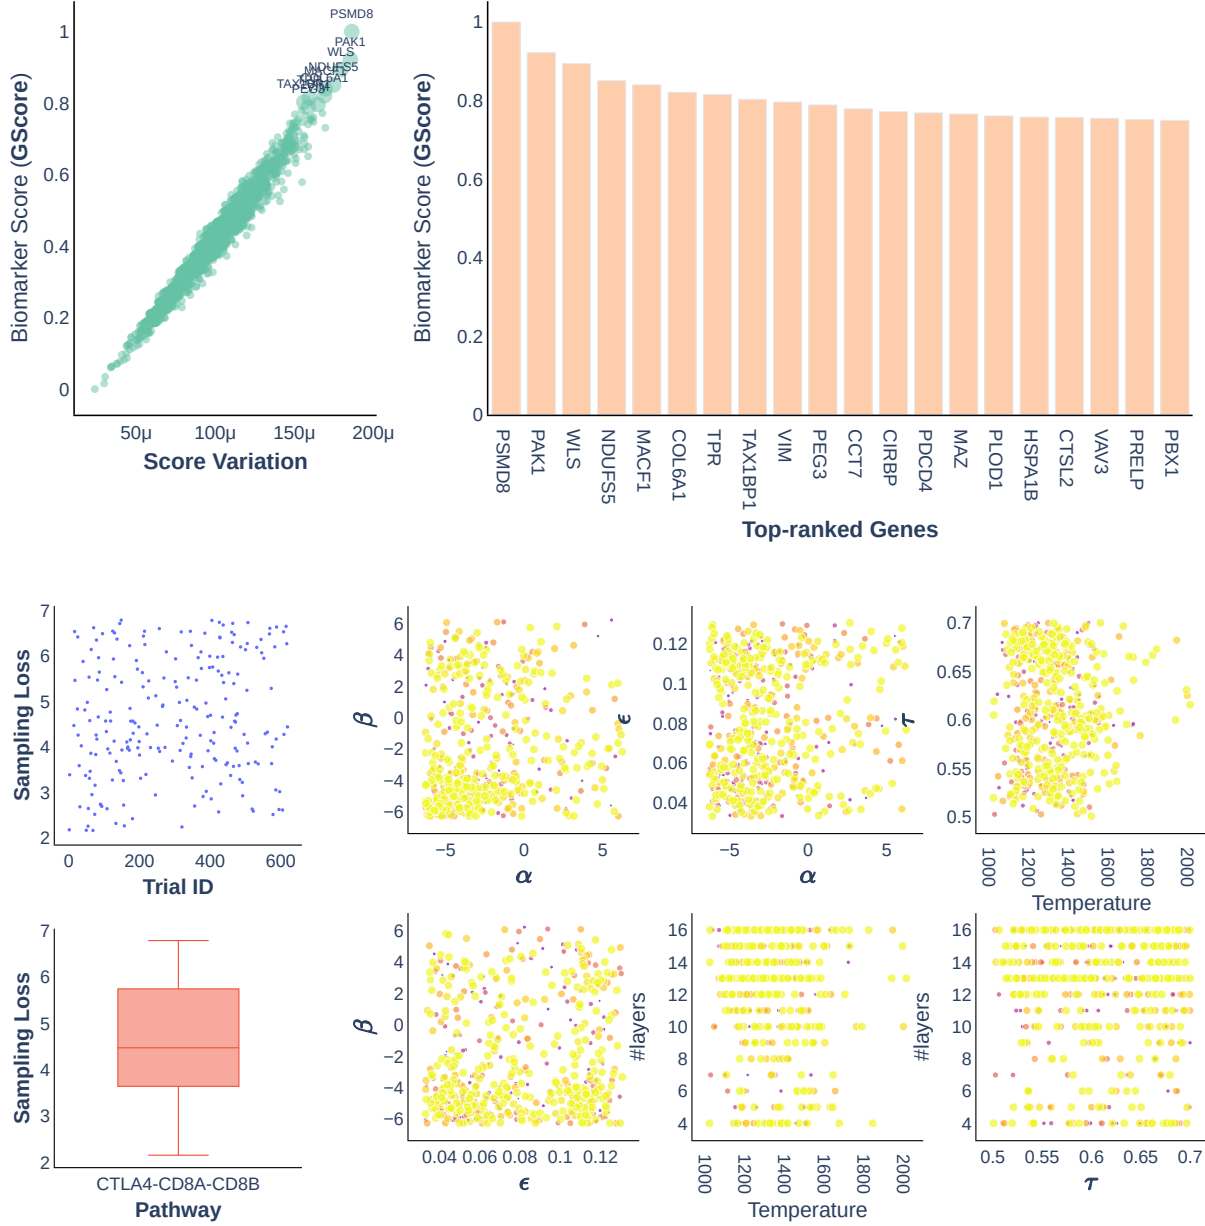 PSMD8
PAK1
WLS
NDUFS5
MACF1
COL6A1
TAX1BP1
PEG3
1
0.8
0.6
0.4
0.2
0
Biomarker Score (GScore)
50μ 100μ 150μ 200μ
Score Variation
1
0.8
0.6
0.4
0.2
0
Biomarker Score (GScore)
PSMD8 PAK1 WLS NDUFS5 MACF1 COL6A1 TPR TAX1BP1 VIM PEG3 CCT7 CIRBP PDCD4 MAZ PLOD1 HSPA1B CTSL2 VAV3 PRELP PBX1
Top-ranked Genes
7
6
5
4
3
2
Sampling Loss
0 200 400 600
Trial ID
6
4
2
0
−2
−4
−6
β
−5 0 5
α
0.12
0.1
0.08
0.06
0.04
ϵ
−5 0 5
α
0.7
0.65
0.6
0.55
0.5
τ
1000 1200 1400 1600 2000
Temperature
7
6
5
4
3
2
Sampling Loss
CTLA4-CD8A-CD8B
Pathway
6
4
2
0
−2
−4
−6
β
0.04 0.06 0.08 0.1 0.12
ϵ
16
14
12
10
8
6
4
#layers
1000 1200 1400 1600 2000
Temperature
16
14
12
10
8
6
4
#layers
0.5 0.55 0.6 0.65 0.7
τ